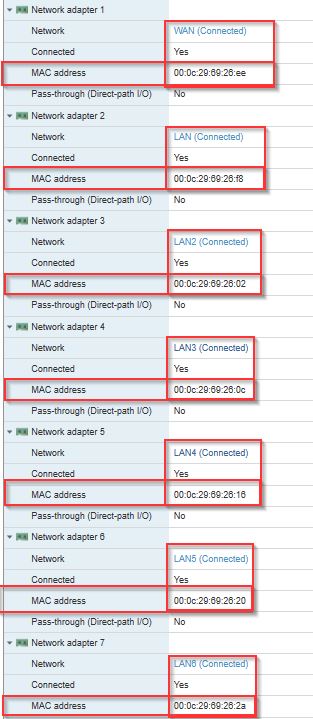 Network adapter 1
Network WAN (Connected)
Connected Yes
MAC address 00:0c:29:69:26:ee
Pass-through (Direct-path I/O) No
Network adapter 2
Network LAN (Connected)
Connected Yes
MAC address 00:0c:29:69:26:f8
Pass-through (Direct-path I/O) No
Network adapter 3
Network LAN2 (Connected)
Connected Yes
MAC address 00:0c:29:69:26:02
Pass-through (Direct-path I/O) No
Network adapter 4
Network LAN3 (Connected)
Connected Yes
MAC address 00:0c:29:69:26:0c
Pass-through (Direct-path I/O) No
Network adapter 5
Network LAN4 (Connected)
Connected Yes
MAC address 00:0c:29:69:26:16
Pass-through (Direct-path I/O) No
Network adapter 6
Network LAN5 (Connected)
Connected Yes
MAC address 00:0c:29:69:26:20
Pass-through (Direct-path I/O) No
Network adapter 7
Network LAN6 (Connected)
Connected Yes
MAC address 00:0c:29:69:26:2a